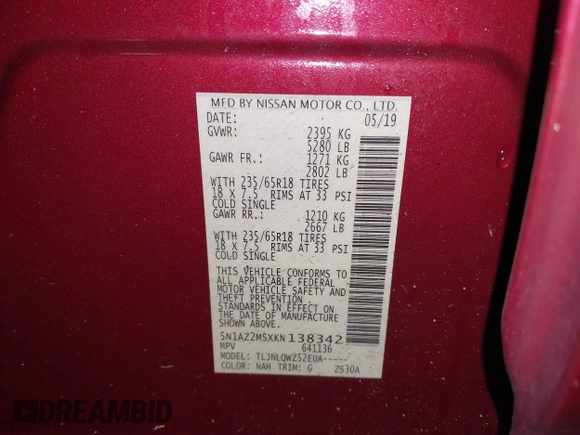 MFD BY NISSAN MOTOR CO., LTD.
DATE: 05/19
GVWR: 2395 KG
5280 LB
GAWR FR.: 1271 KG
2802 LB
WITH 235/65R18 TIRES
18 X 7.5 RIMS AT 33 PSI
COLD SINGLE
GAWR RR.: 1210 KG
2667 LB
WITH 235/65R18 TIRES
18 X 7.5 RIMS AT 33 PSI
COLD SINGLE
THIS VEHICLE CONFORMS TO
ALL APPLICABLE FEDERAL
MOTOR VEHICLE SAFETY AND
THEFT PREVENTION
STANDARDS IN EFFECT ON
THE DATE OF MANUFACTURE
SHOWN ABOVE.
5N1AZ2MSXKN138342
MPV 641136
MODEL: TLJNLQWZ52EUA-----
COLOR: NAH TRIM: G 2S30A
DREAMBID